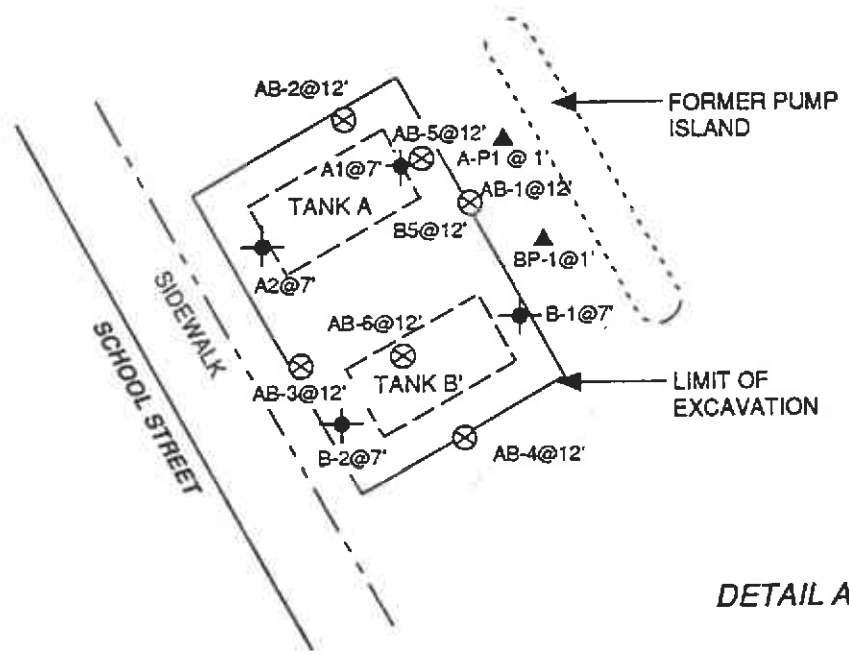 AB-2@12'
FORMER PUMP
ISLAND
AB-5@12'
A-P1 @ 1'
A1@7'
AB-1@12'
TANK A
B5@12'
BP-1@1'
A2@7'
SIDEWALK
B-1@7'
AB-6@12'
SCHOOL STREET
TANK B'
AB-3@12'
LIMIT OF
EXCAVATION
B-2@7'
AB-4@12'
DETAIL A